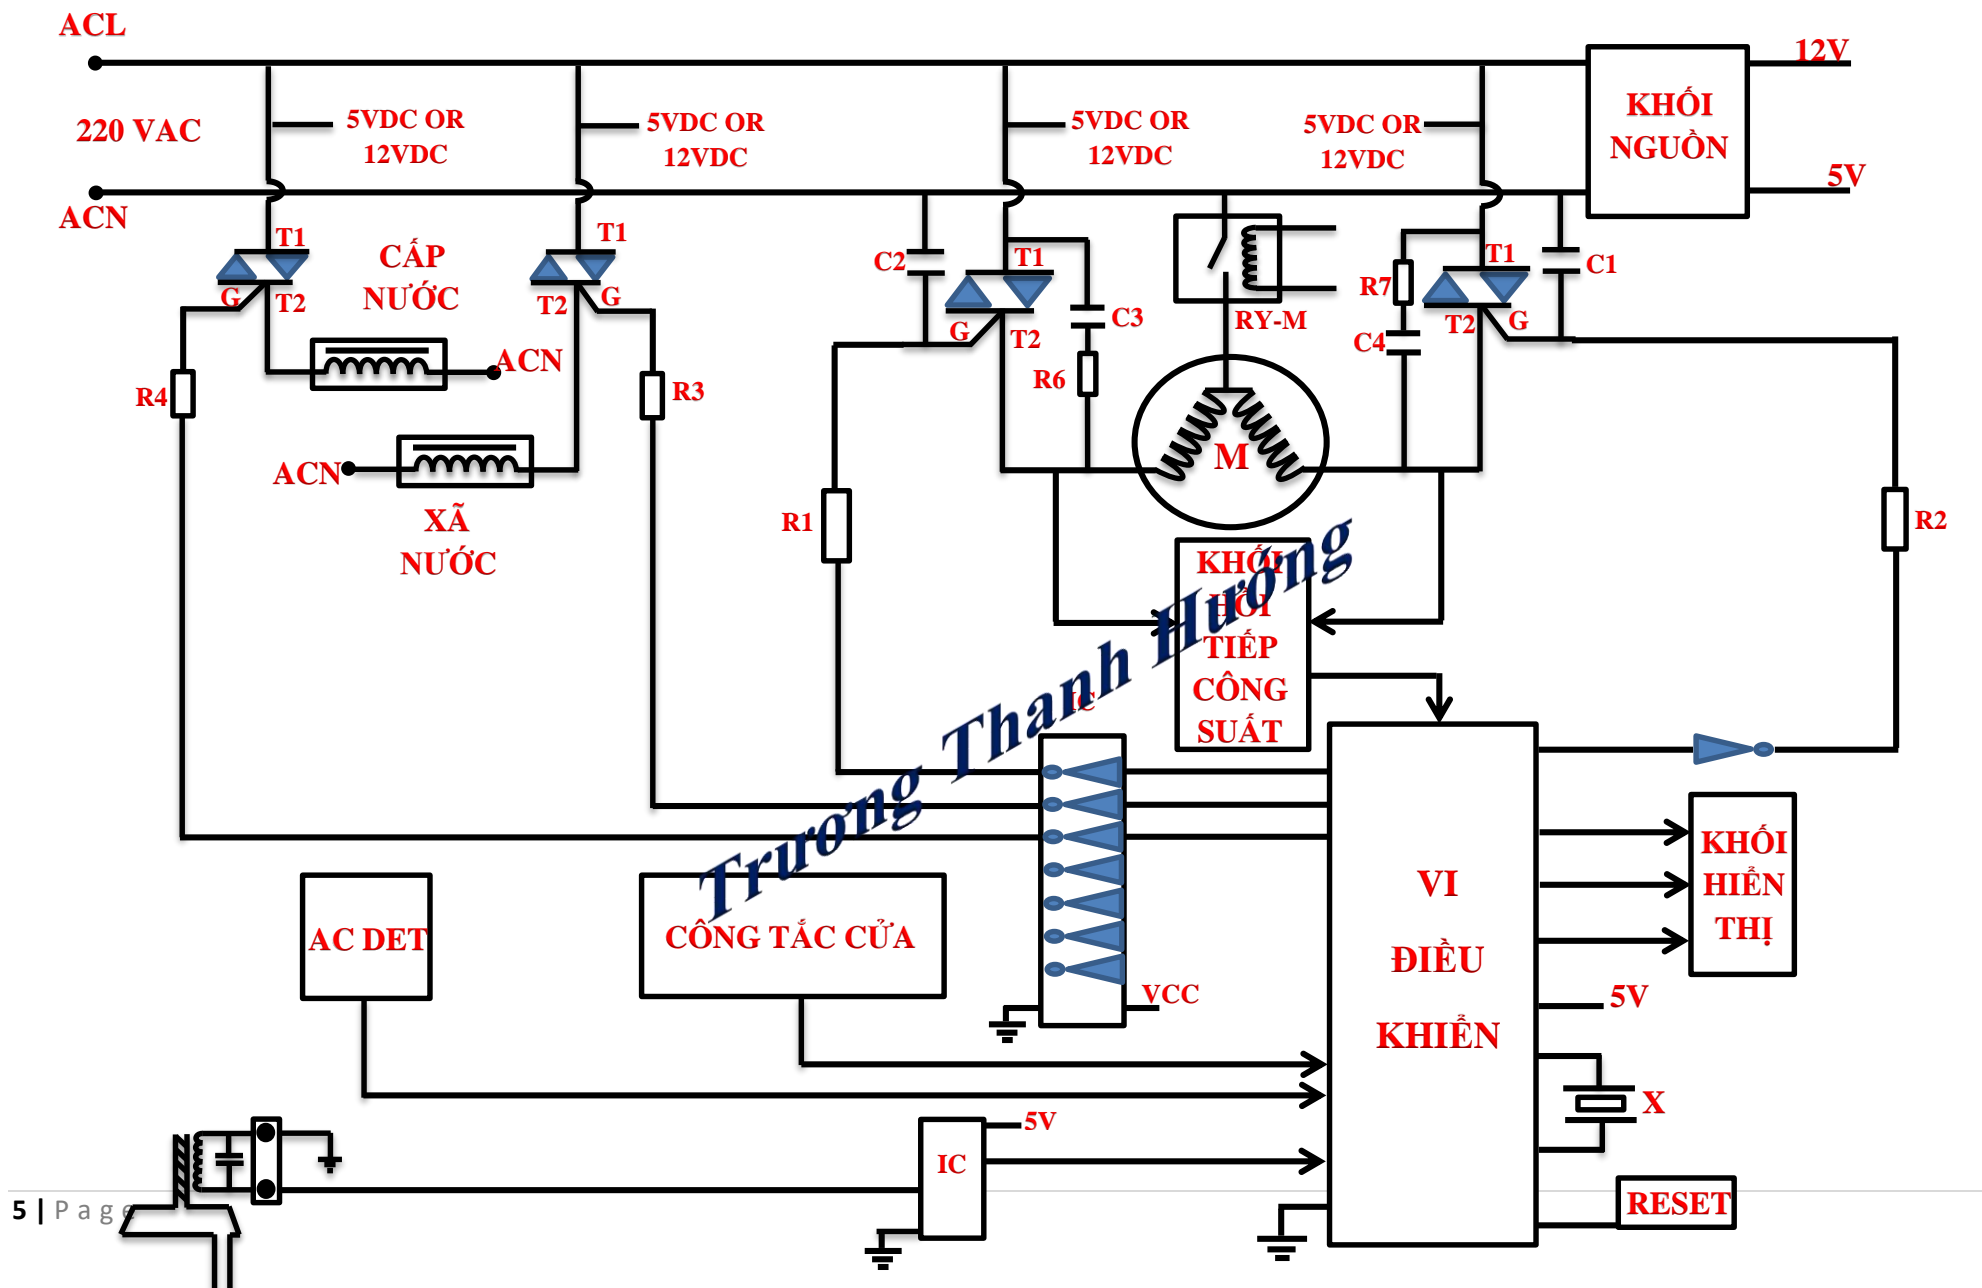 ACL
12V
KHỐI
NGUỒN
5VDC OR
12VDC
5VDC OR
12VDC
5VDC OR
12VDC
5VDC OR
12VDC
220 VAC
5V
ACN
T1
T1
CẤP
NƯỚC
T1
T1
C2
C1
R7
G
T2
T2
G
C3
RY-M
T2
G
G
T2
C4
ACN
R6
R4
R3
M
ACN
XÃ
NƯỚC
R1
R2
KHỐI
HỒI
TIẾP
CÔNG
SUẤT
IC
Trương Thanh Hướng
KHỐI
HIỂN
THỊ
VI
ĐIỀU
KHIỂN
AC DET
CÔNG TẮC CỬA
VCC
5V
X
5V
IC
RESET
5 | Page